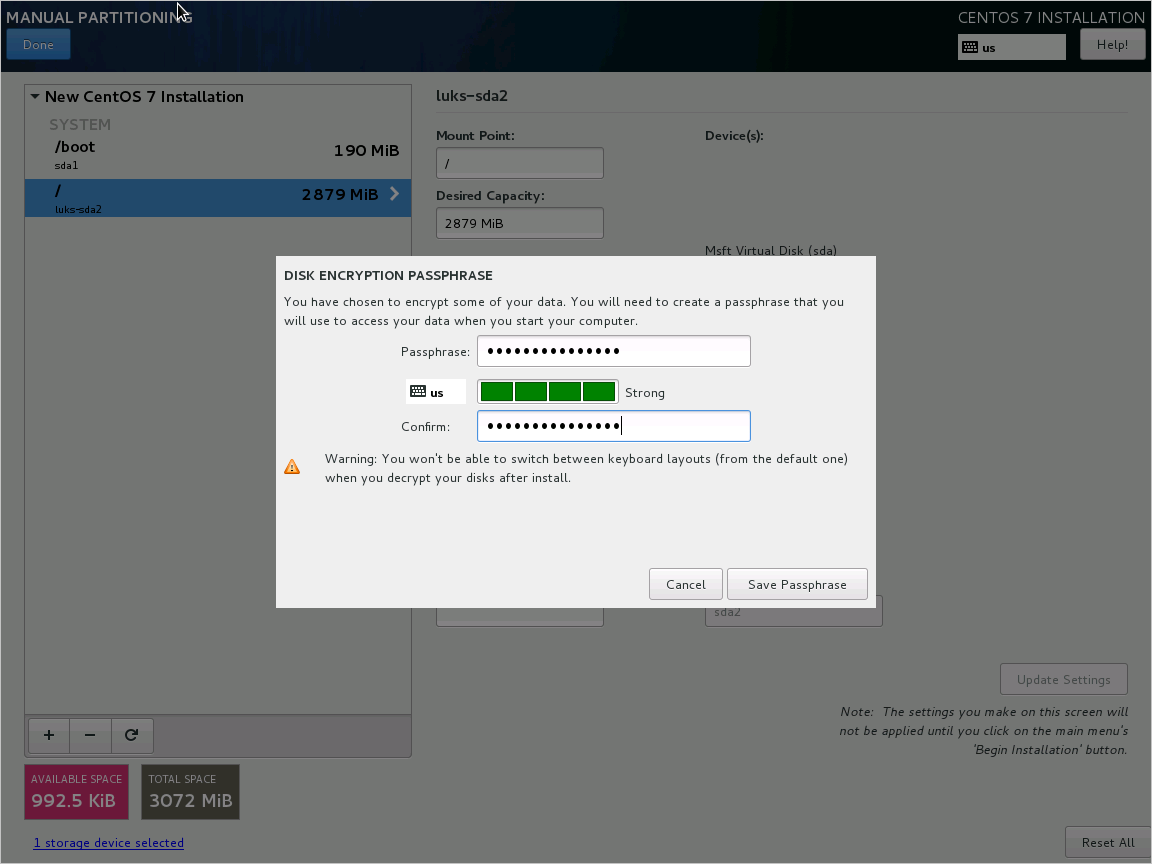 MANUAL PARTITIONING
CENTOS 7 INSTALLATION
Done
us
Help!
New CentOS 7 Installation
SYSTEM
/boot
190 MiB
sda1
/
2879 MiB
luks-sda2
luks-sda2
Mount Point:
Device(s):
/
Desired Capacity:
2879 MiB
Msft Virtual Disk (sda)
DISK ENCRYPTION PASSPHRASE
You have chosen to encrypt some of your data. You will need to create a passphrase that you
will use to access your data when you start your computer.
Passphrase: •••••••••••••••
us
Strong
Confirm: •••••••••••••••
Warning: You won't be able to switch between keyboard layouts (from the default one)
when you decrypt your disks after install.
Cancel
Save Passphrase
sda2
Update Settings
Note: The settings you make on this screen will
not be applied until you click on the main menu's
'Begin Installation' button.
AVAILABLE SPACE
992.5 KiB
TOTAL SPACE
3072 MiB
1 storage device selected
Reset All